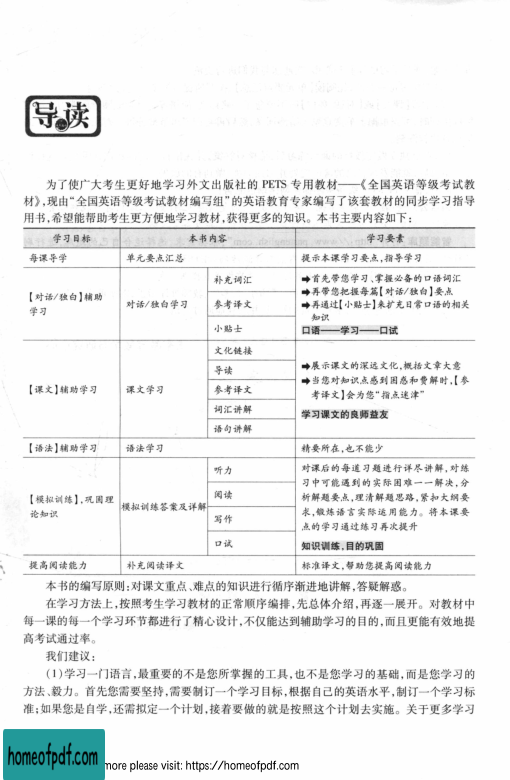 导读
为了使广大考生更好地学习外文出版社的 PETS 专用教材——《全国英语等级考试教
材》,现由“全国英语等级考试教材编写组”的英语教育专家编写了该套教材的同步学习指导
用书,希望能帮助考生更方便地学习教材,获得更多的知识。本书主要内容如下:
学习目标 本书内容 学习要素
每课导学 单元要点汇总 提示本课学习要点,指导学习
【对话/独白】辅助
学习
对话/独白学习
补充词汇
参考译文
小贴士
➡首先带您学习、掌握必备的口语词汇
➡再带您把握每篇【对话/独白】要点
➡再通过【小贴士】来扩充日常口语的相关
知识
口语——学习——口试
【课文】辅助学习
课文学习
文化链接
导读
参考译文
词汇讲解
语句讲解
➡展示课文的深远文化,概括文章大意
➡当您对知识点感到困惑和费解时,【参
考译文】会为您“指点迷津”
学习课文的良师益友
【语法】辅助学习 语法学习 精要所在,也不能少
【模拟训练】,巩固理
论知识
模拟训练答案及详解
听力
阅读
写作
口试
对课后的每道习题进行详尽讲解,对练
习中可能遇到的实际困难一一解决,分
析解题要点,理清解题思路,紧扣大纲要
求,锻炼语言实际运用能力。将本课要
点的学习通过练习再次提升
知识训练,目的巩固
提高阅读能力 补充阅读译文 标准译文,帮助您提高阅读能力
本书的编写原则:对课文重点、难点的知识进行循序渐进地讲解,答疑解惑。
在学习方法上,按照考生学习教材的正常顺序编排,先总体介绍,再逐一展开。对教材中
每一课的每一个学习环节都进行了精心设计,不仅能达到辅助学习的目的,而且更能有效地提
高考试通过率。
我们建议:
(1)学习一门语言,最重要的不是您所掌握的工具,也不是您学习的基础,而是您学习的
方法、毅力。首先您需要坚持,需要制订一个学习目标,根据自己的英语水平,制订一个学习标
准;如果您是自学,还需拟定一个计划,接着要做的就是按照这个计划去实施。关于更多学习
homeofpdf.com
more please visit: https://homeofpdf.com